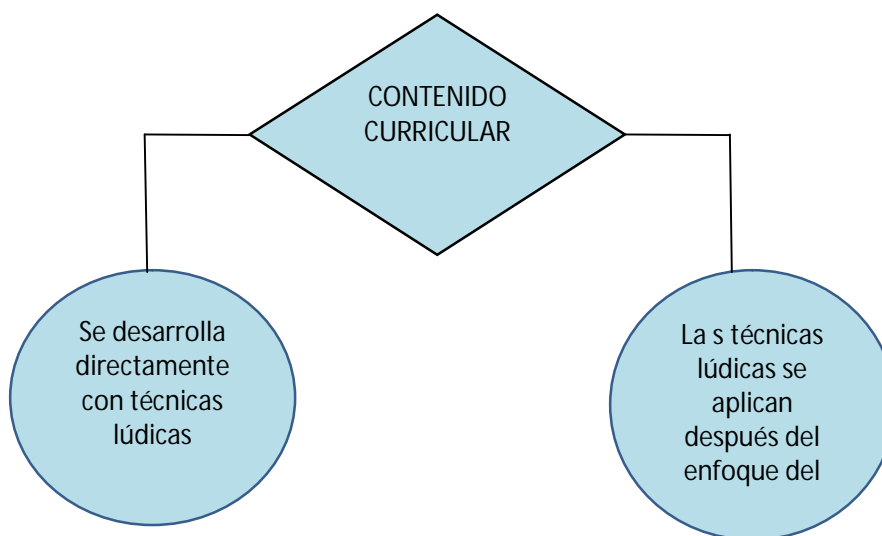 CONTENIDO
CURRICULAR
Se desarrolla
directamente
con técnicas
lúdicas
La s técnicas
lúdicas se
aplican
después del
enfoque del